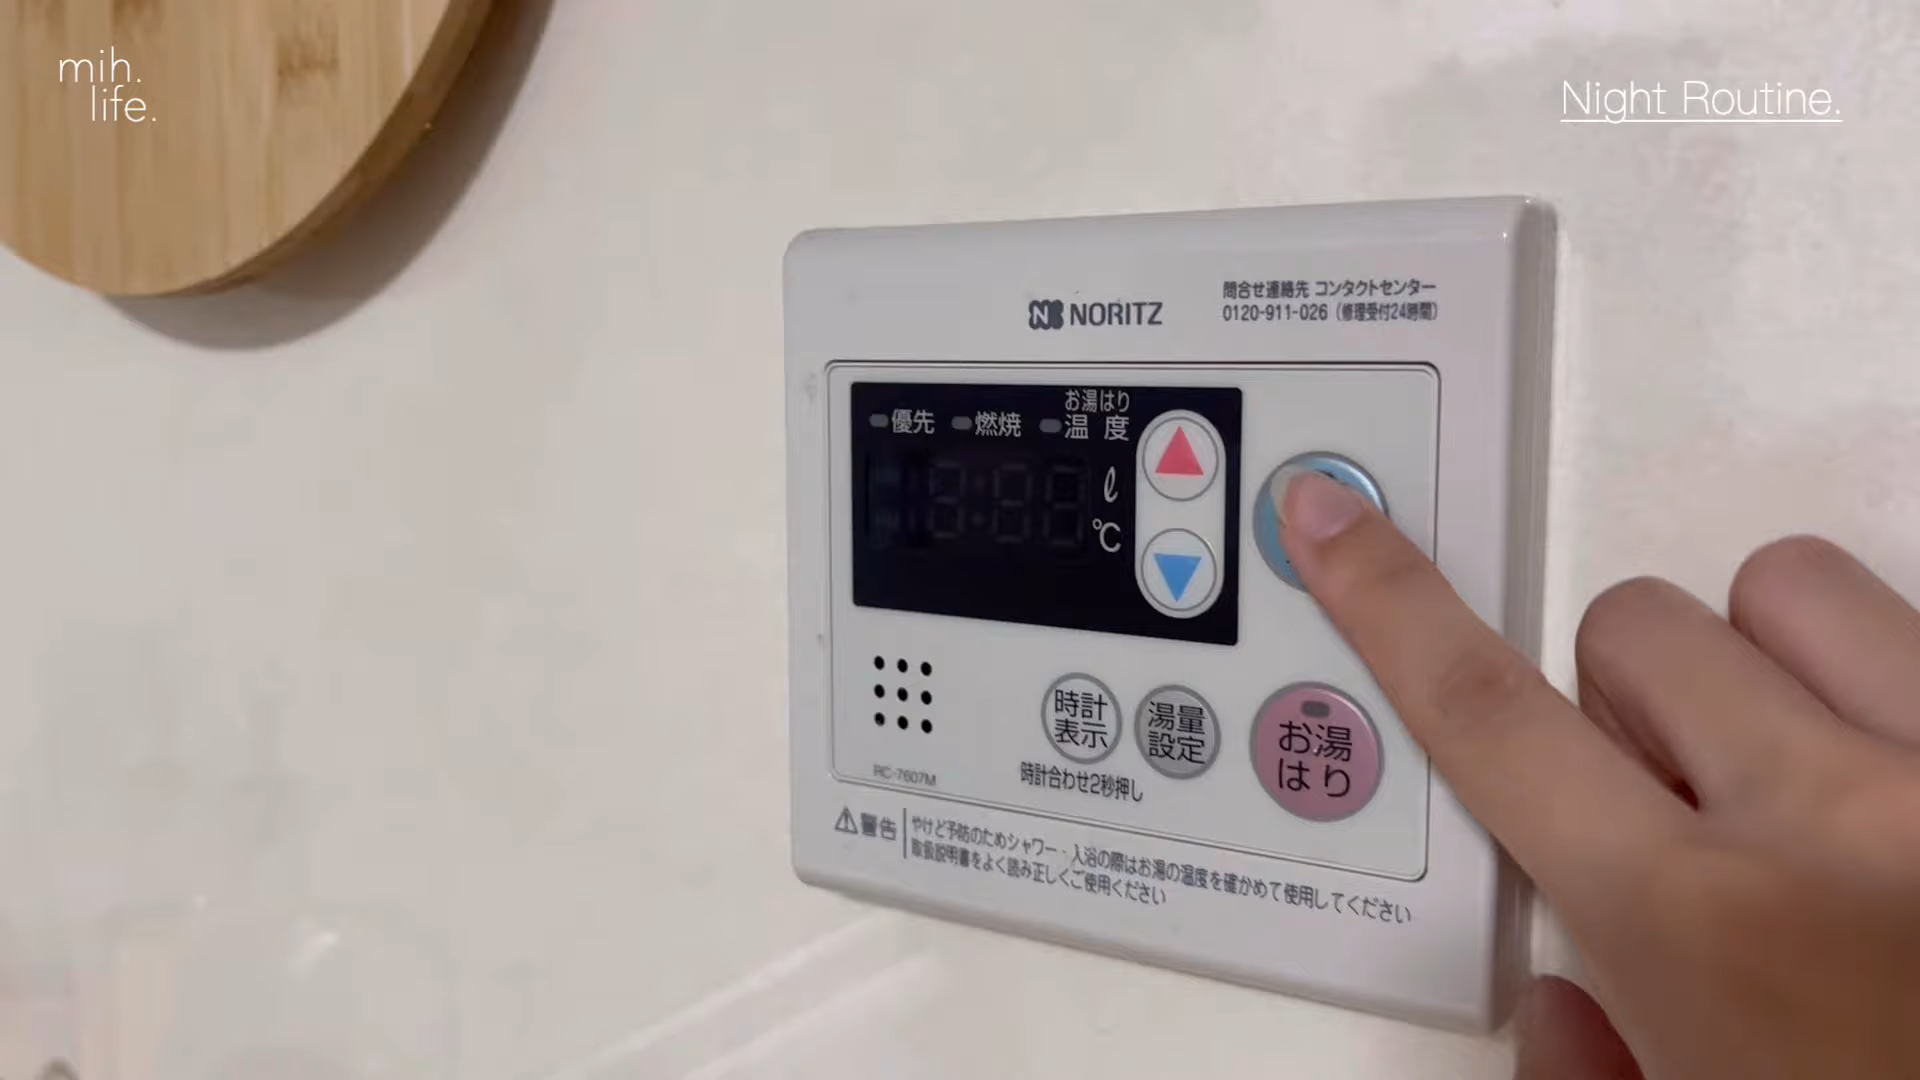 mih.
life.
Night Routine.
NORITZ
問合せ連絡先 コンタクトセンター
0120-911-026（修理受付24時間）
優先
燃焼
お湯はり
温度
ℓ
℃
時計
表示
湯量
設定
お湯
はり
時計合わせ2秒押し
RC-7607M
警告
やけど予防のためシャワー・入浴の際はお湯の温度を確かめて使用してください
取扱説明書をよく読み正しくご使用ください